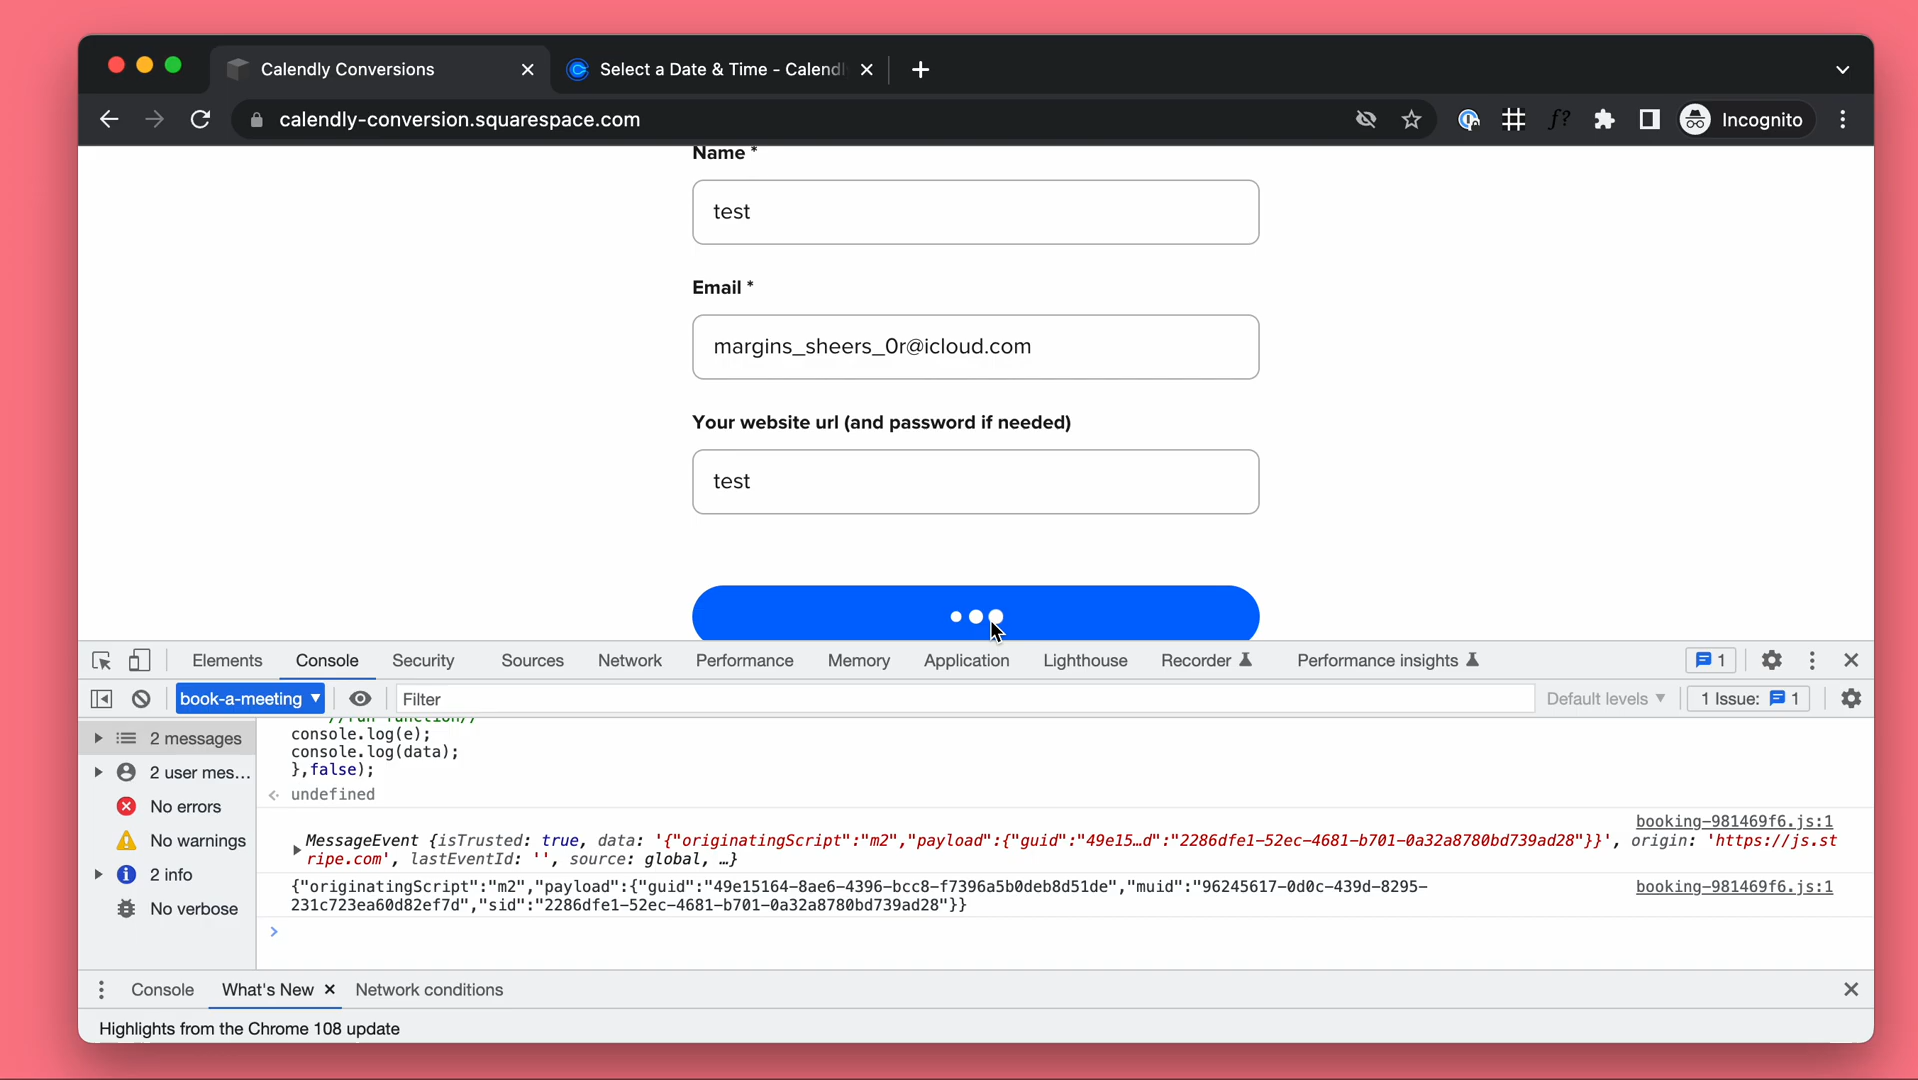 Calendly Conversions
Select a Date & Time - Calendl
calendly-conversion.squarespace.com
f?
Incognito
Name *
test
Email *
margins_sheers_0r@icloud.com
Your website url (and password if needed)
test
Elements
Console
Security
Sources
Network
Performance
Memory
Application
Lighthouse
Recorder
Performance insights
1
book-a-meeting
Filter
Default levels
1 Issue:
1
2 messages
2 user mes...
No errors
No warnings
2 info
No verbose
//run function//
console.log(e);
console.log(data);
},false);
undefined
booking-981469f6.js:1
MessageEvent {isTrusted: true, data: '{"originatingScript":"m2","payload":{"guid":"49e15…d":"2286dfe1-52ec-4681-b701-0a32a8780bd739ad28"}}', origin: 'https://js.st
ripe.com', lastEventId: '', source: global, …}
{"originatingScript":"m2","payload":{"guid":"49e15164-8ae6-4396-bcc8-f7396a5b0deb8d51de","muid":"96245617-0d0c-439d-8295-
booking-981469f6.js:1
231c723ea60d82ef7d","sid":"2286dfe1-52ec-4681-b701-0a32a8780bd739ad28"}}
Console
What's New
Network conditions
Highlights from the Chrome 108 update